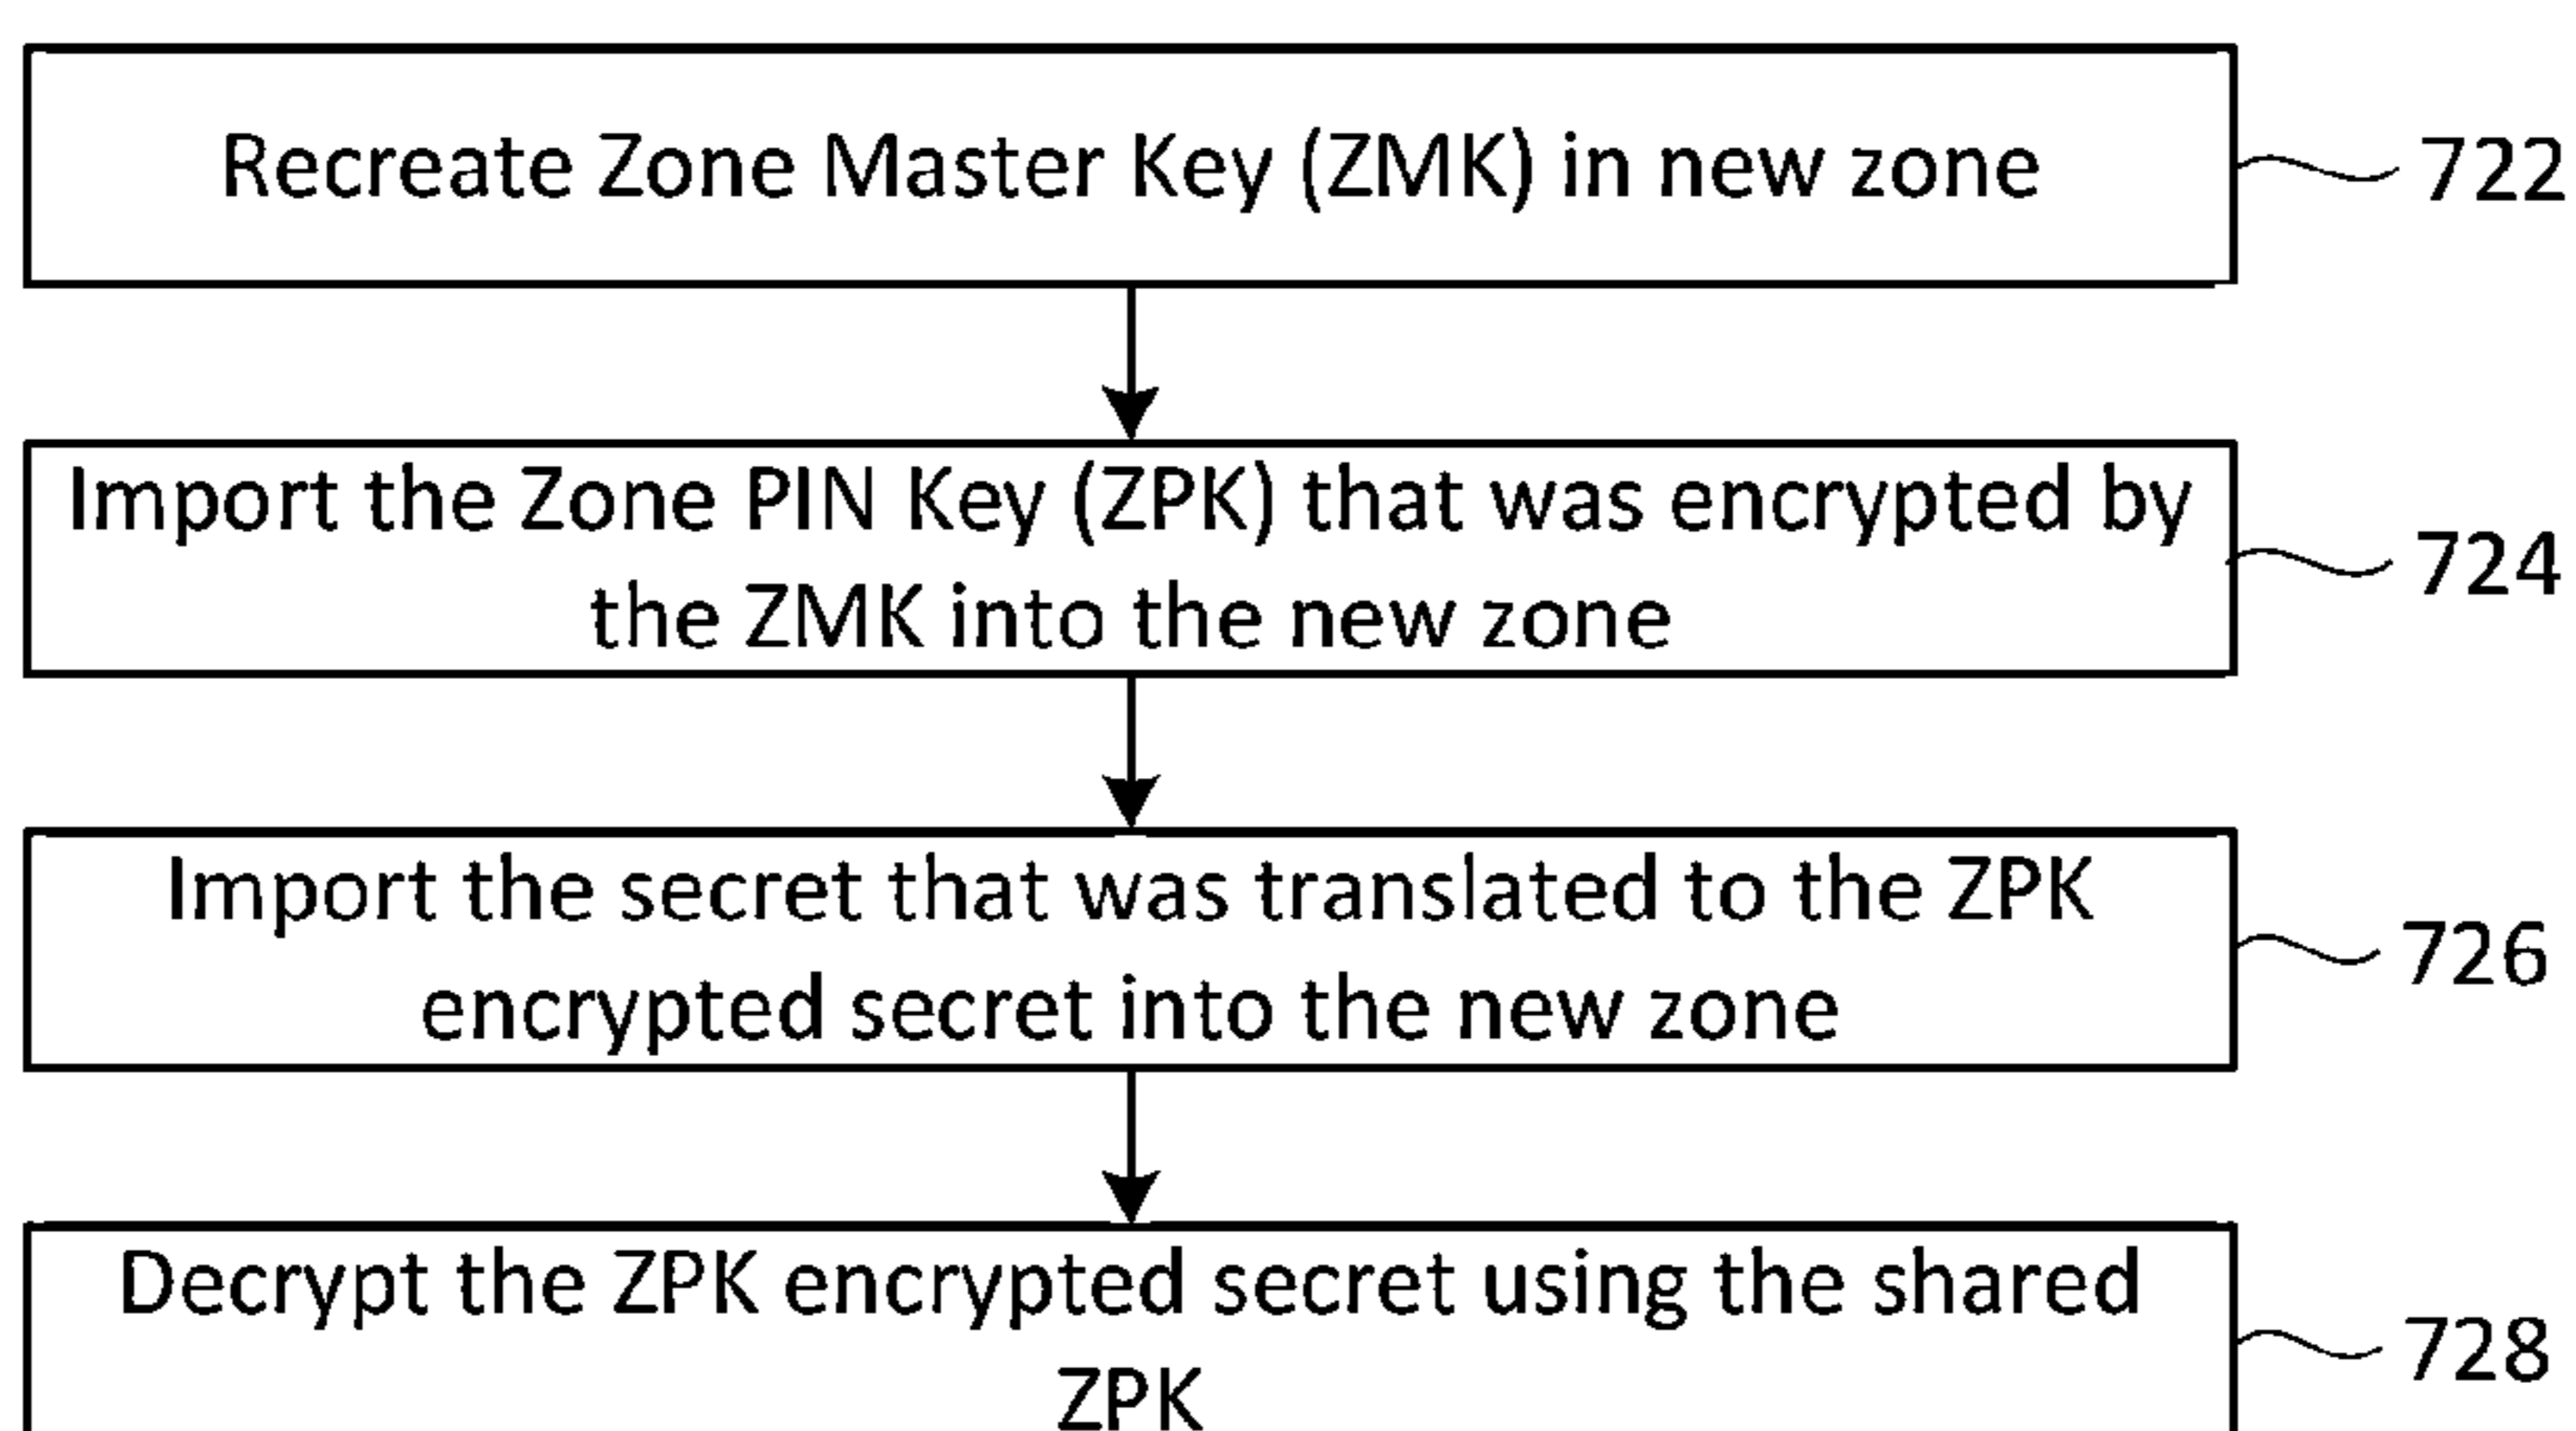 Recreate Zone Master Key (ZMK) in new zone
722
Import the Zone PIN Key (ZPK) that was encrypted by
the ZMK into the new zone
724
Import the secret that was translated to the ZPK
encrypted secret into the new zone
726
Decrypt the ZPK encrypted secret using the shared
ZPK
728